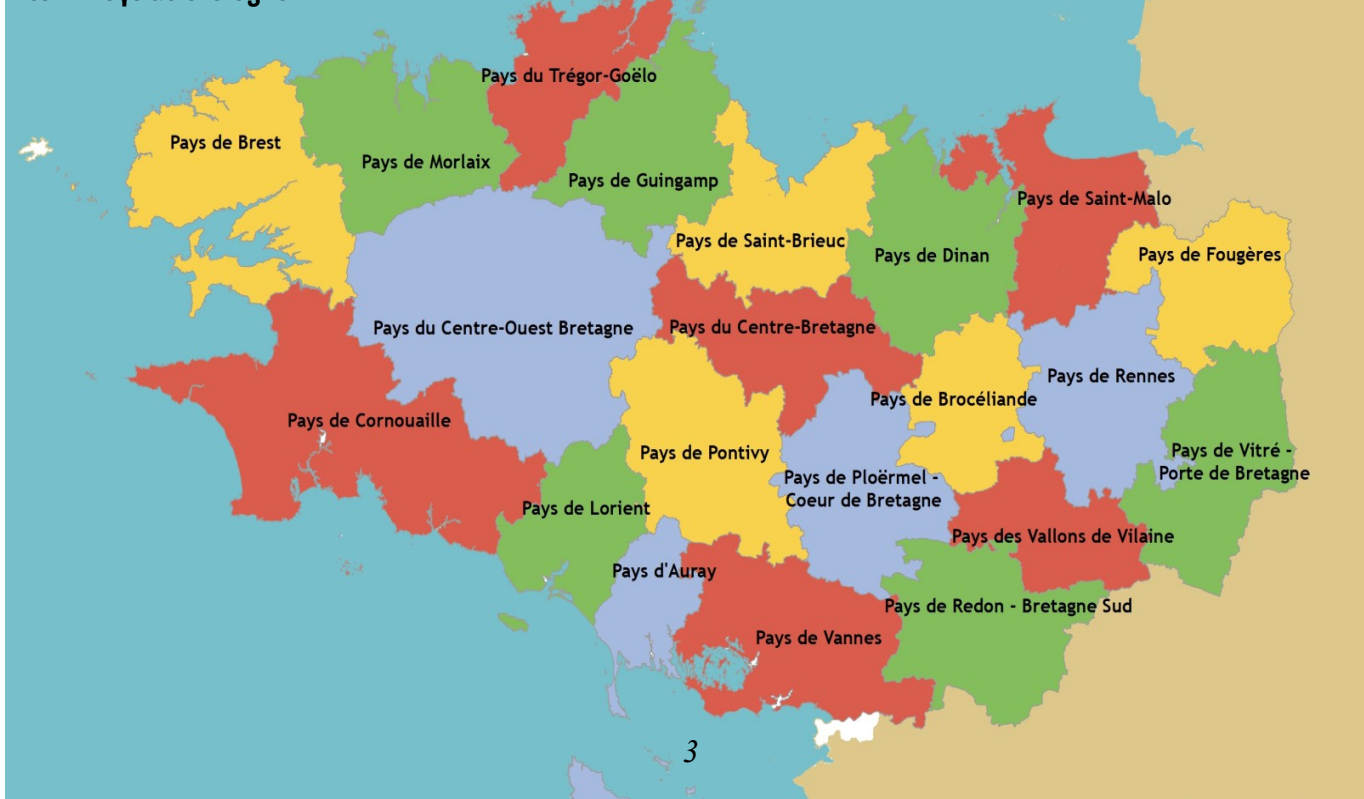 Pays du Trégor-Goëlo
Pays de Brest
Pays de Morlaix
Pays de Guingamp
Pays de Saint-Malo
Pays de Saint-Brieuc
Pays de Dinan
Pays de Fougères
Pays du Centre-Ouest Bretagne
Pays du Centre-Bretagne
Pays de Rennes
Pays de Brocéliande
Pays de Cornouaille
Pays de Pontivy
Pays de Vitré -
Porte de Bretagne
Pays de Ploërmel -
Coeur de Bretagne
Pays de Lorient
Pays des Vallons de Vilaine
Pays d'Auray
Pays de Redon - Bretagne Sud
Pays de Vannes
3